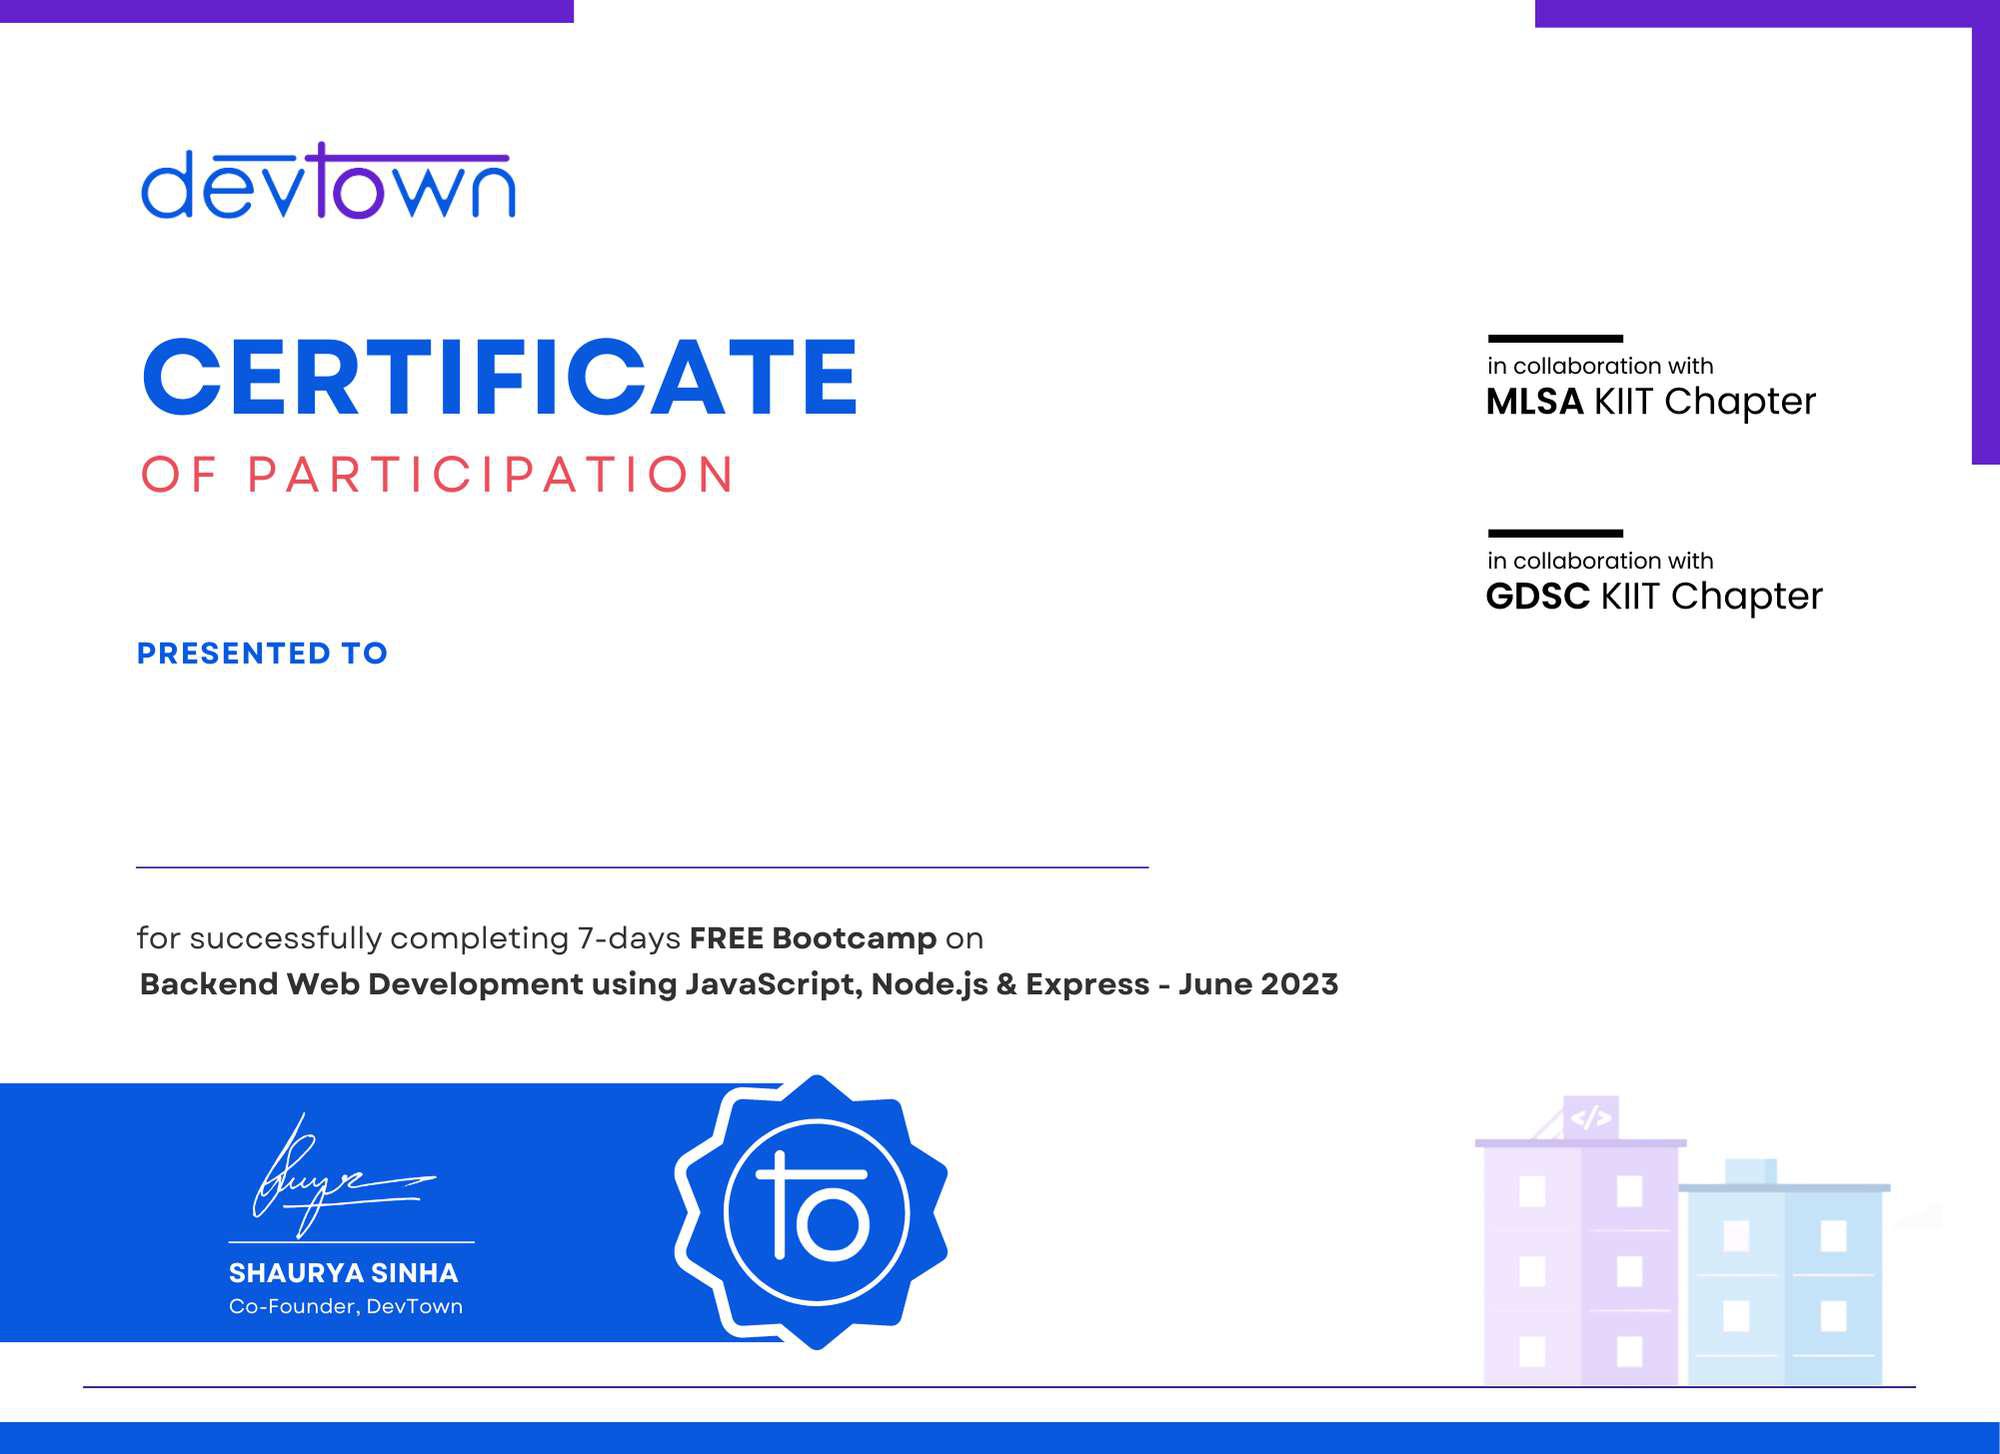 devtown
CERTIFICATE
OF PARTICIPATION
in collaboration with
MLSA KIIT Chapter
in collaboration with
GDSC KIIT Chapter
PRESENTED TO
for successfully completing 7-days FREE Bootcamp on
Backend Web Development using JavaScript, Node.js & Express - June 2023
</>
to
SHAURYA SINHA
Co-Founder, DevTown